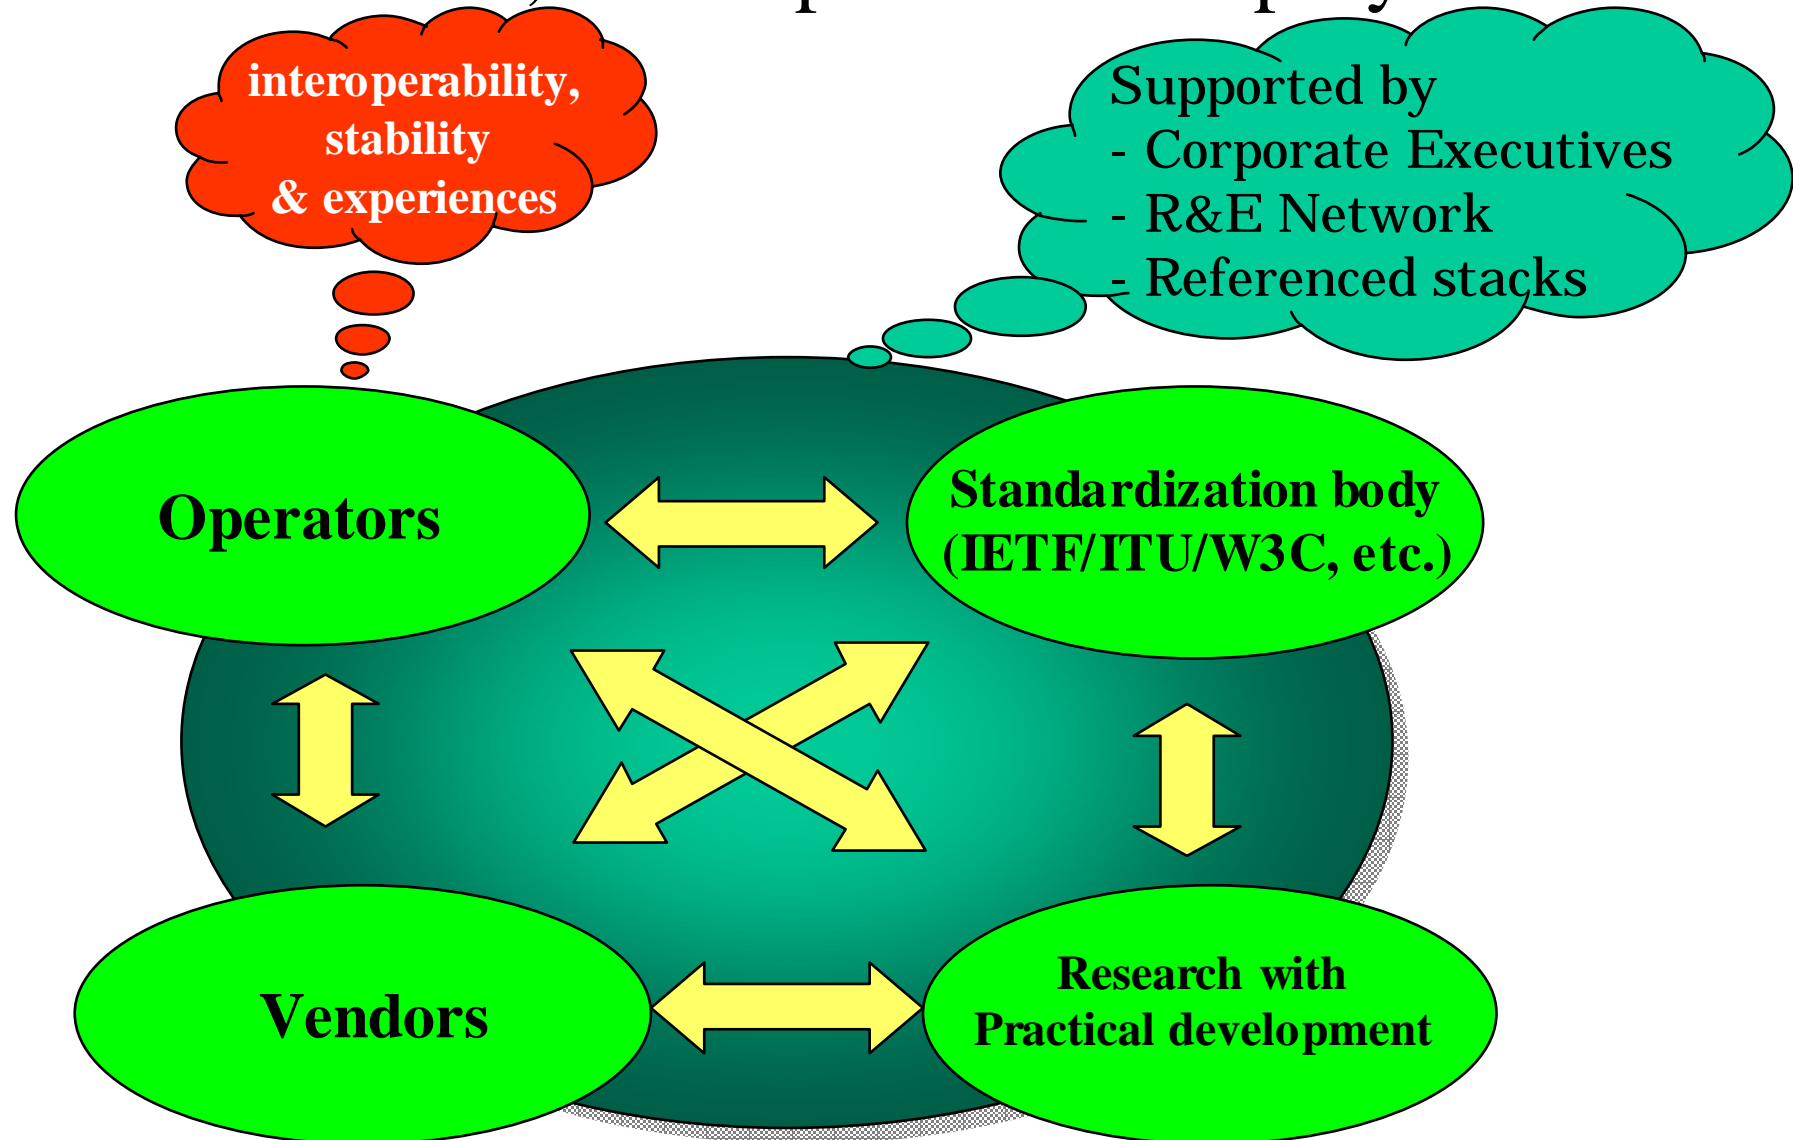 interoperability,
stability
& experiences
Supported by
- Corporate Executives
- R&E Network
- Referenced stacks
Operators
Standardization body
(IETF/ITU/W3C, etc.)
Vendors
Research with
Practical development